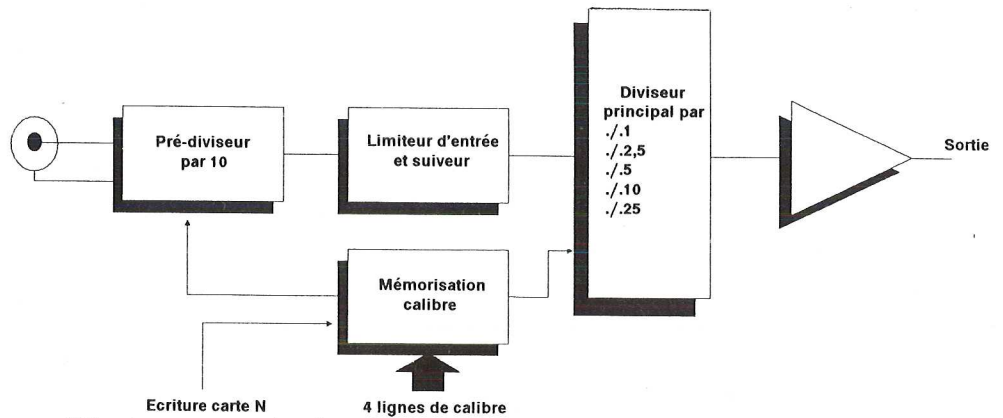 Pré-diviseur
par 10
Limiteur d'entrée
et suiveur
Diviseur
principal par
./.1
./.2,5
./.5
./.10
./.25
Sortie
Mémorisation
calibre
Ecriture carte N
4 lignes de calibre